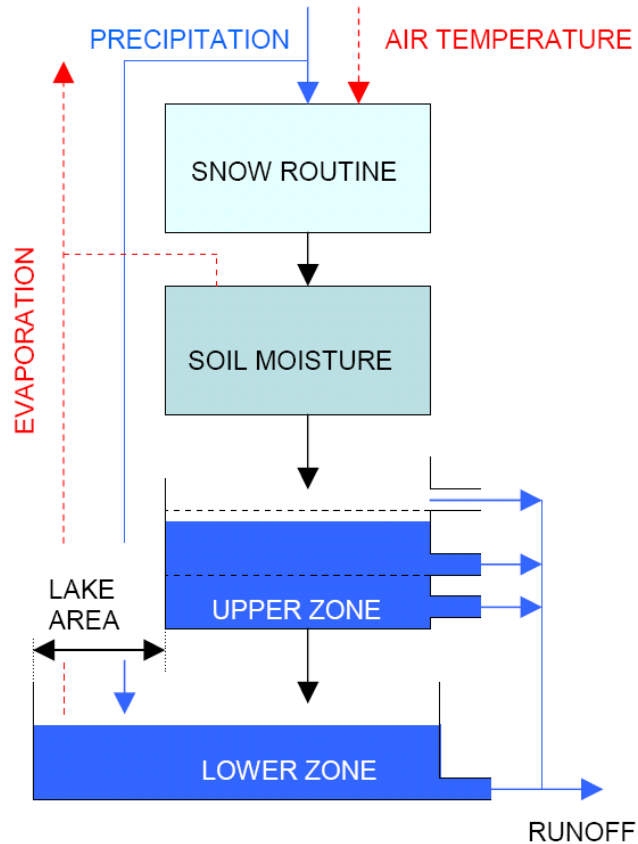 PRECIPITATION
AIR TEMPERATURE
SNOW ROUTINE
EVAPORATION
SOIL MOISTURE
LAKE
AREA
UPPER ZONE
LOWER ZONE
RUNOFF